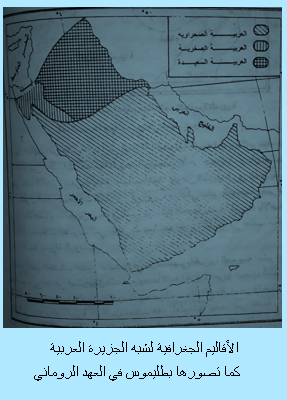 العربية الصحراوية
العربية الصخرية
العربية السعيدة
الأقاليم الجغرافية لشبه الجزيرة العربية
كما تصورها بطليموس في العهد الروماني